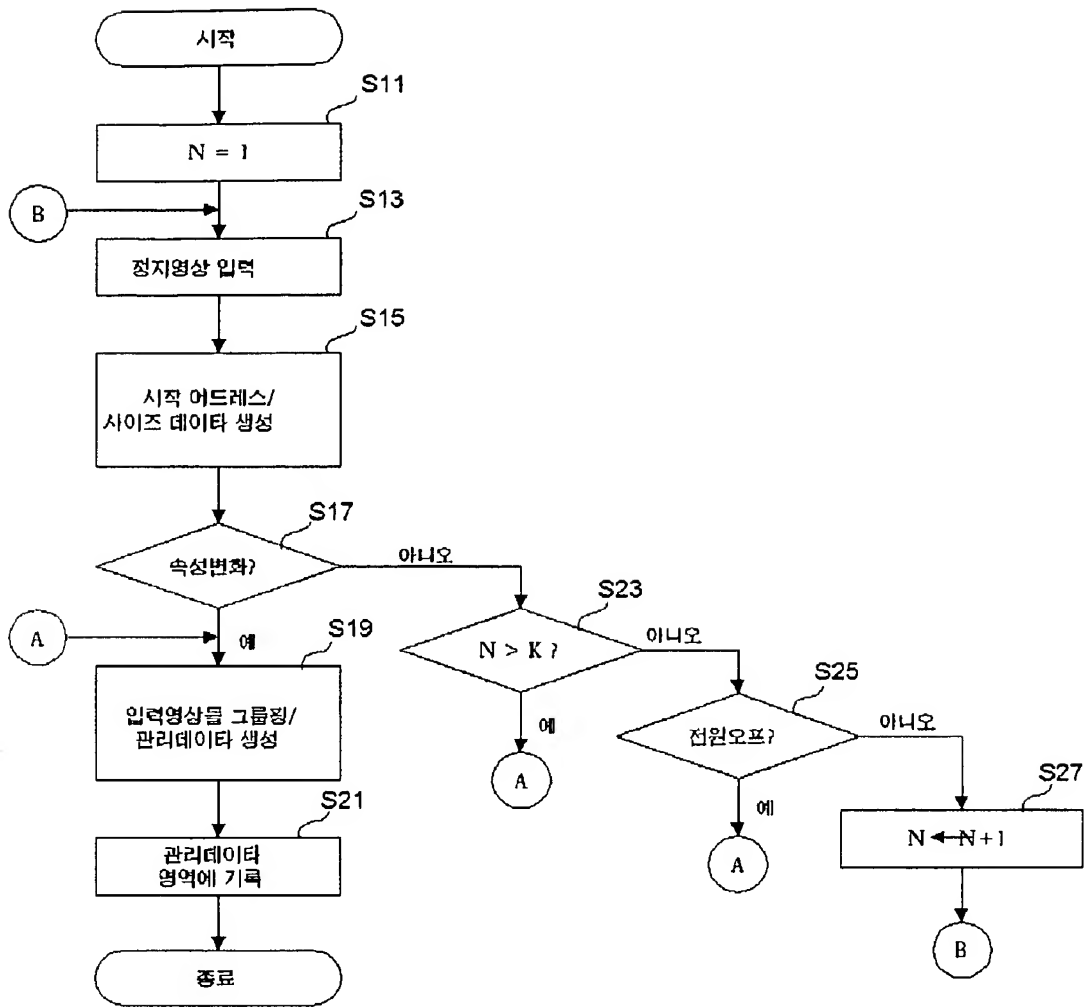 시작
S11
N = 1
B
S13
정지영상 입력
S15
시작 어드레스/
사이즈 데이타 생성
S17
속성변화?
아니오
S23
A
예
S19
N > K ?
아니오
S25
입력영상물 그룹핑/
관리데이타 생성
예
전원오프?
아니오
A
S27
S21
예
N←N+1
관리데이타
영역에 기록
A
B
종료